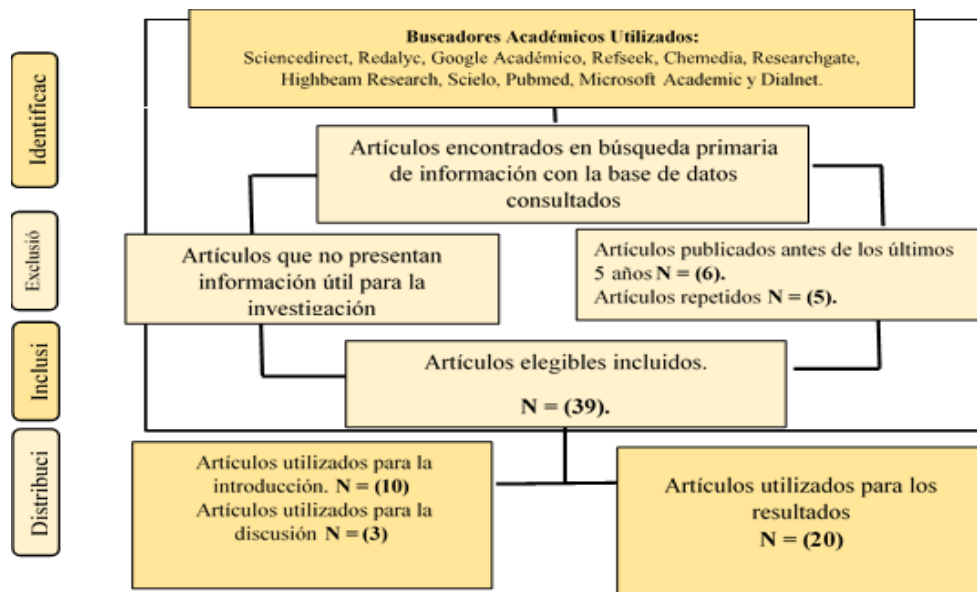 Buscadores Académicos Utilizados:
Sciencedirect, Redalyc, Google Académico, Refseek, Chemedia, Researchgate,
Highbeam Research, Scielo, Pubmed, Microsoft Academic y Dialnet.
Identificac
Artículos encontrados en búsqueda primaria
de información con la base de datos
consultados
Exclusió
Artículos que no presentan
información útil para la
investigación
Artículos publicados antes de los últimos
5 años N = (6).
Artículos repetidos N = (5).
Inclusi
Artículos elegibles incluidos.
N = (39).
Distribuci
Artículos utilizados para la
introducción. N = (10)
Artículos utilizados para la
discusión N = (3)
Artículos utilizados para los
resultados
N = (20)